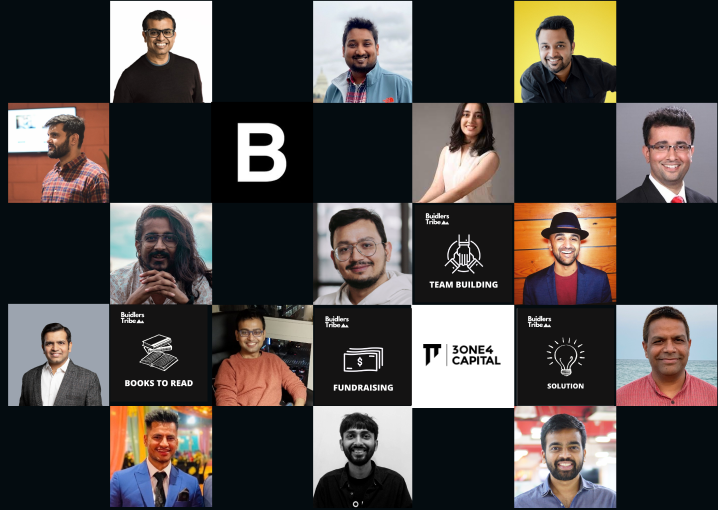 B
Buidlers
Tribe
TEAM BUILDING
Buidlers
Tribe
BOOKS TO READ
Buidlers
Tribe
$
FUNDRAISING
3ONE4
CAPITAL
Buidlers
Tribe
SOLUTION